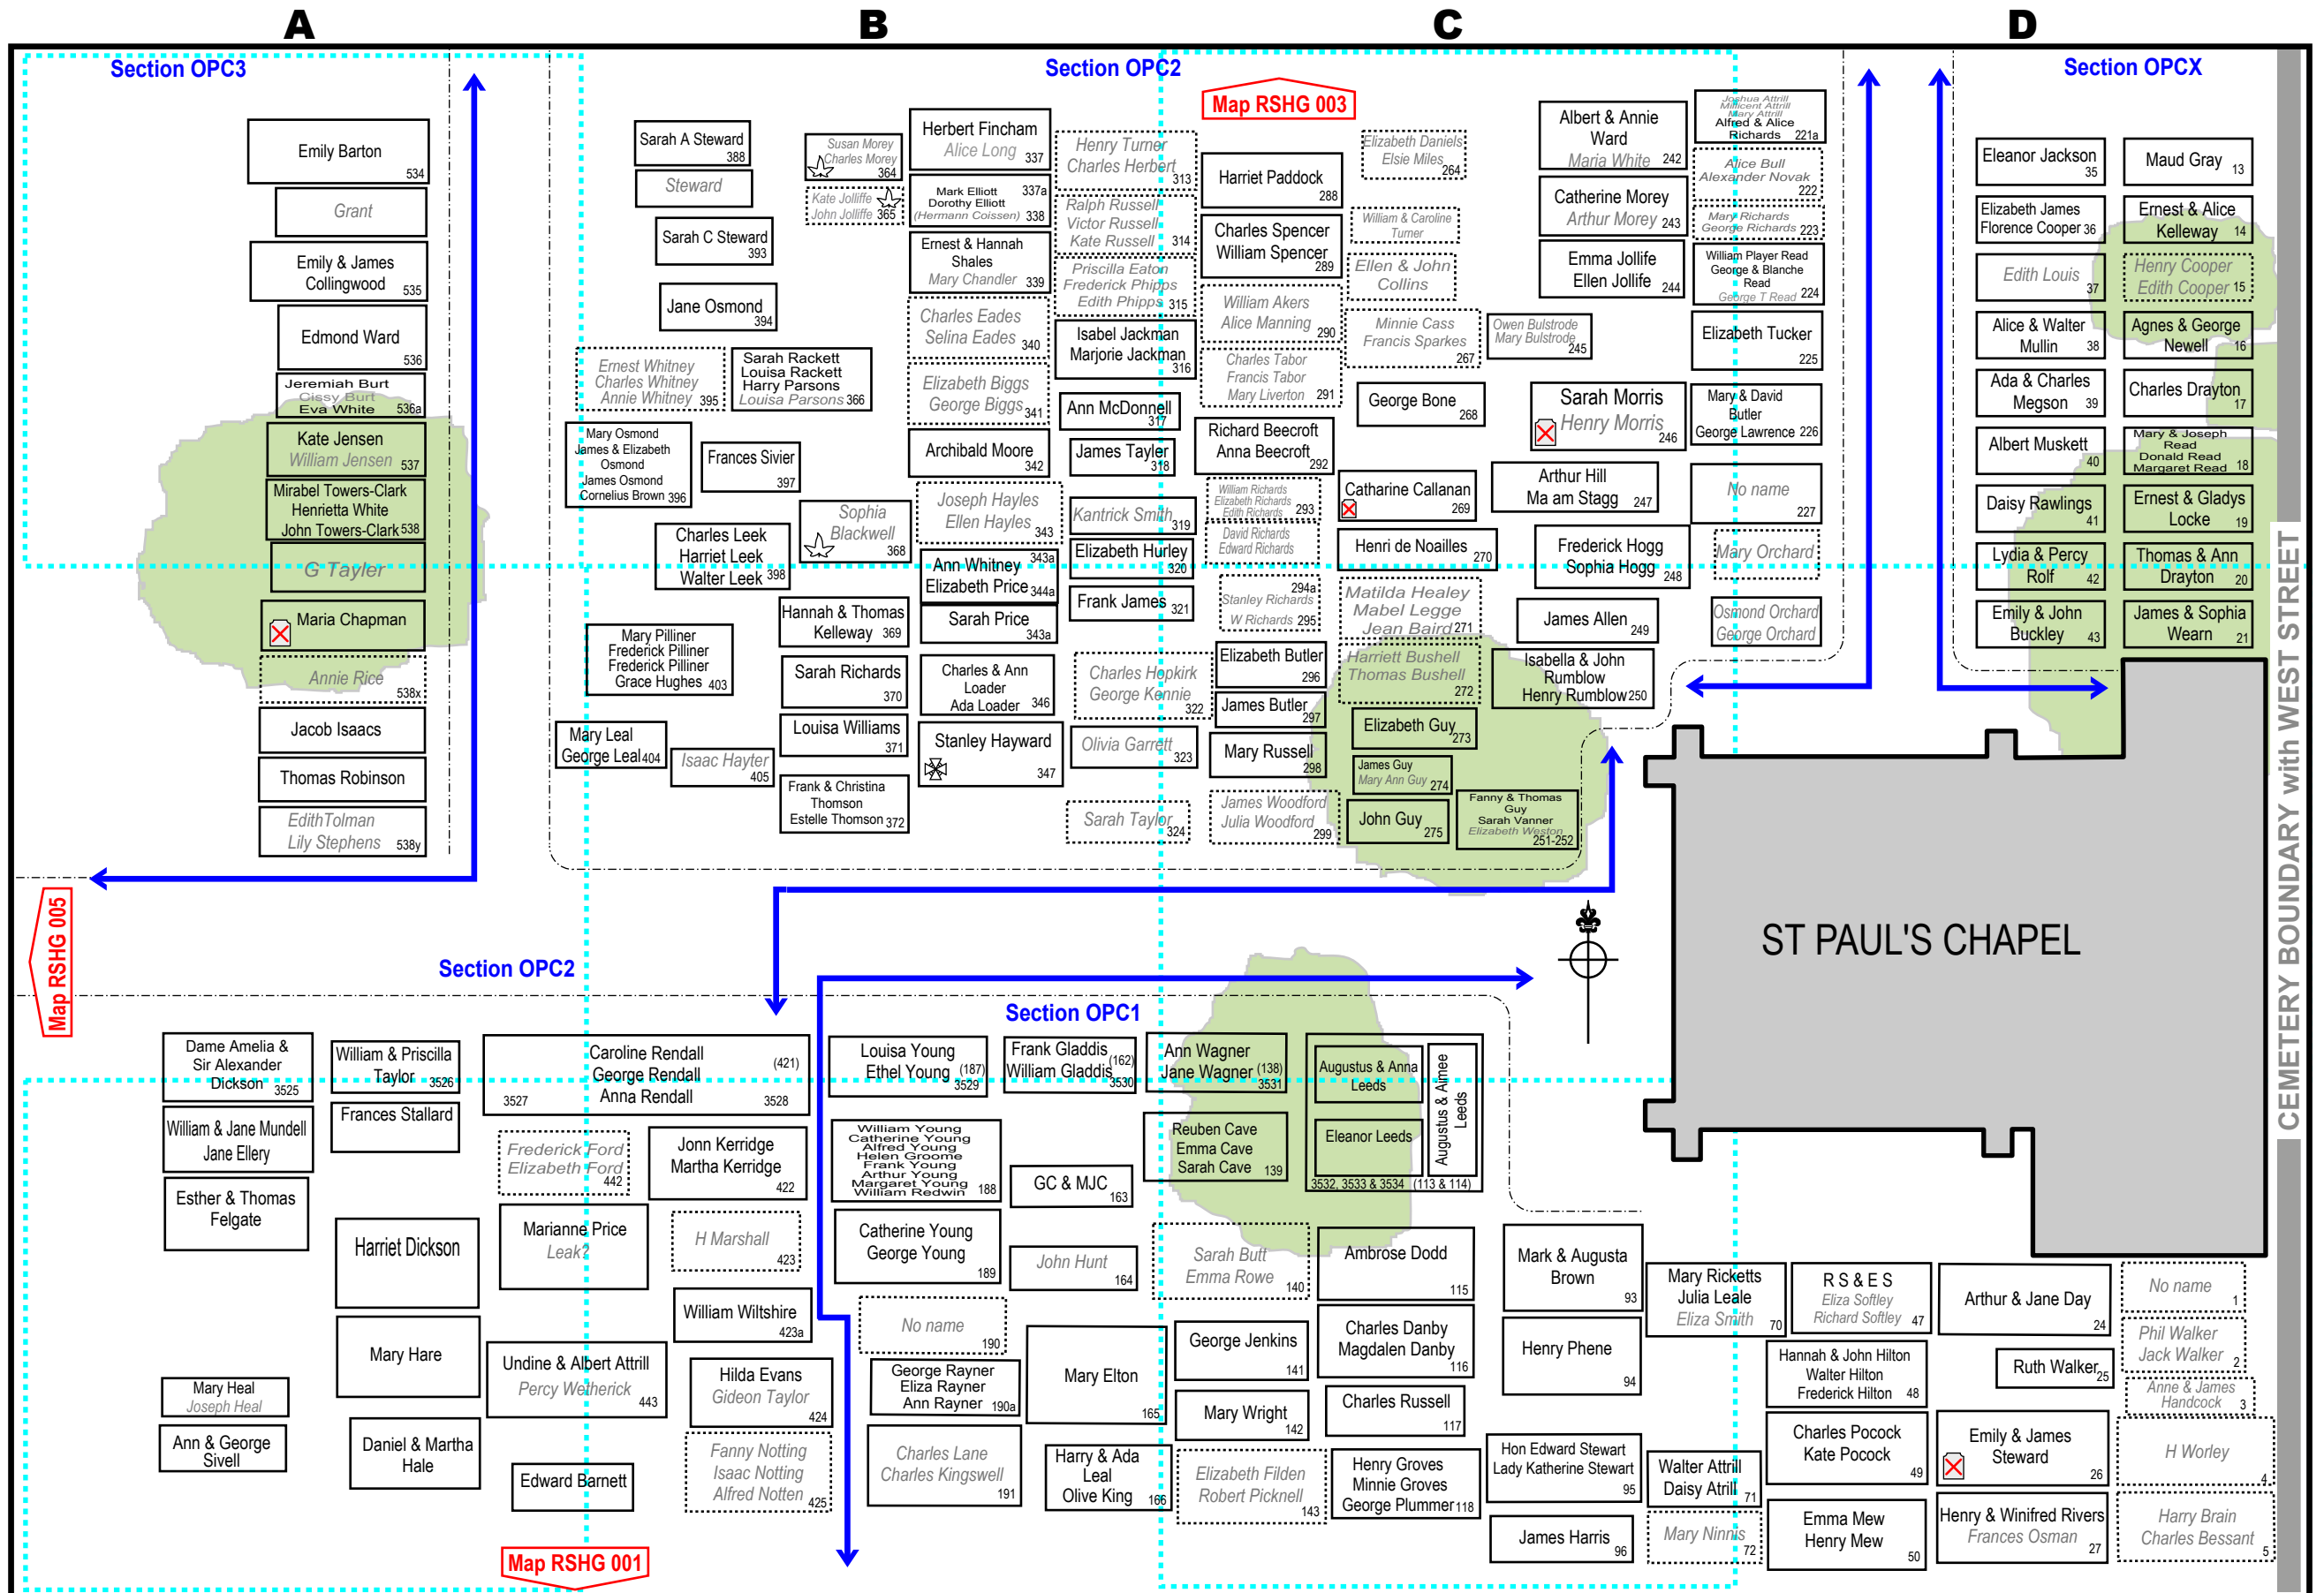 A
B
C
D
Section OPC3
Section OPC2
Section OPCX
Map RSHG 003
Emily Barton
534
Grant
Emily & James
Collingwood
535
Edmond Ward
536
Jeremiah Burt
Cissy Burt
Eva White
536a
Kate Jensen
William Jensen
537
Mirabel Towers-Clark
Henrietta White
John Towers-Clark
538
G Tayler
Maria Chapman
Annie Rice
538x
Jacob Isaacs
Thomas Robinson
EdithTolman
Lily Stephens
538y
Sarah A Steward
388
Steward
Sarah C Steward
393
Jane Osmond
394
Ernest Whitney
Charles Whitney
Annie Whitney
395
Sarah Rackett
Louisa Rackett
Harry Parsons
Louisa Parsons
366
Mary Osmond
James & Elizabeth
Osmond
James Osmond
Cornelius Brown
396
Frances Sivier
397
Charles Leek
Harriet Leek
Walter Leek
398
Mary Pilliner
Frederick Pilliner
Frederick Pilliner
Grace Hughes
403
Mary Leal
George Leal
404
Isaac Hayter
405
Susan Morey
Charles Morey
364
Kate Jolliffe
John Jolliffe
365
Sophia
Blackwell
368
Hannah & Thomas
Kelleway
369
Sarah Richards
370
Louisa Williams
371
Frank & Christina
Thomson
Estelle Thomson
372
Herbert Fincham
Alice Long
337
Mark Elliott
337a
Dorothy Elliott
(Hermann Coissen)
338
Ernest & Hannah
Shales
Mary Chandler
339
Charles Eades
Selina Eades
340
Elizabeth Biggs
George Biggs
341
Archibald Moore
342
Joseph Hayles
Ellen Hayles
343
Ann Whitney
343a
Elizabeth Price
344a
Sarah Price
343a
Charles & Ann
Loader
Ada Loader
346
Stanley Hayward
347
Henry Turner
Charles Herbert
313
Ralph Russell
Victor Russell
Kate Russell
314
Priscilla Eaton
Frederick Phipps
Edith Phipps
315
Isabel Jackman
Marjorie Jackman
316
Ann McDonnell
317
James Tayler
318
Kantrick Smith
319
Elizabeth Hurley
320
Frank James
321
Charles Hopkirk
George Kennie
322
Olivia Garrett
323
Sarah Taylor
324
Harriet Paddock
288
Charles Spencer
William Spencer
289
William Akers
Alice Manning
290
Charles Tabor
Francis Tabor
Mary Liverton
291
Richard Beecroft
Anna Beecroft
292
William Richards
Elizabeth Richards
Edith Richards
293
David Richards
Edward Richards
294a
Stanley Richards
W Richards
295
Elizabeth Butler
296
James Butler
297
Mary Russell
298
James Woodford
Julia Woodford
299
Elizabeth Daniels
Elsie Miles
264
William & Caroline
Turner
Ellen & John
Collins
Minnie Cass
Francis Sparkes
267
George Bone
268
Catharine Callanan
269
Henri de Noailles
270
Matilda Healey
Mabel Legge
Jean Baird
271
Harriett Bushell
Thomas Bushell
272
Elizabeth Guy
273
James Guy
Mary Ann Guy
274
John Guy
275
Fanny & Thomas
Guy
Sarah Vanner
Elizabeth Weston
251-252
Albert & Annie
Ward
Maria White
242
Catherine Morey
Arthur Morey
243
Emma Jollife
Ellen Jollife
244
Owen Bulstrode
Mary Bulstrode
245
Sarah Morris
Henry Morris
246
Arthur Hill
Ma am Stagg
247
Frederick Hogg
Sophia Hogg
248
James Allen
249
Isabella & John
Rumblow
Henry Rumblow
250
Joshua Attrill
Millicent Attrill
Mary Attrill
Alfred & Alice
Richards
221a
Alice Bull
Alexander Novak
222
Mary Richards
George Richards
223
William Player Read
George & Blanche
Read
George T Read
224
Elizabeth Tucker
225
Mary & David
Butler
George Lawrence
226
No name
227
Mary Orchard
Osmond Orchard
George Orchard
Eleanor Jackson
35
Elizabeth James
Florence Cooper
36
Edith Louis
37
Alice & Walter
Mullin
38
Ada & Charles
Megson
39
Albert Muskett
40
Daisy Rawlings
41
Lydia & Percy
Rolf
42
Emily & John
Buckley
43
Maud Gray
13
Ernest & Alice
Kelleway
14
Henry Cooper
Edith Cooper
15
Agnes & George
Newell
16
Charles Drayton
17
Mary & Joseph
Read
Donald Read
Margaret Read
18
Ernest & Gladys
Locke
19
Thomas & Ann
Drayton
20
James & Sophia
Wearn
21
CEMETERY BOUNDARY with WEST STREET
ST PAUL'S CHAPEL
Map RSHG 005
Section OPC2
Section OPC1
Dame Amelia &
Sir Alexander
Dickson
3525
William & Jane Mundell
Jane Ellery
Esther & Thomas
Felgate
Mary Heal
Joseph Heal
Ann & George
Sivell
William & Priscilla
Taylor
3526
Frances Stallard
Harriet Dickson
Mary Hare
Daniel & Martha
Hale
Caroline Rendall
George Rendall
(421)
Anna Rendall
3527
3528
Frederick Ford
Elizabeth Ford
442
Marianne Price
Leak?
Undine & Albert Attrill
Percy Wetherick
443
Edward Barnett
Jonn Kerridge
Martha Kerridge
422
H Marshall
423
William Wiltshire
423a
Hilda Evans
Gideon Taylor
424
Fanny Notting
Isaac Notting
Alfred Notten
425
Louisa Young
Ethel Young
(187)
3529
William Young
Catherine Young
Alfred Young
Helen Groome
Frank Young
Arthur Young
Margaret Young
William Redwin
188
Catherine Young
George Young
189
No name
190
George Rayner
Eliza Rayner
Ann Rayner
190a
Charles Lane
Charles Kingswell
191
Frank Gladdis
William Gladdis
(162)
3530
GC & MJC
163
John Hunt
164
Mary Elton
165
Harry & Ada
Leal
Olive King
166
Ann Wagner
Jane Wagner
(138)
3531
Reuben Cave
Emma Cave
Sarah Cave
139
Sarah Butt
Emma Rowe
140
George Jenkins
141
Mary Wright
142
Elizabeth Filden
Robert Picknell
143
Augustus & Anna
Leeds
Eleanor Leeds
Augustus & Aimee
Leeds
3532, 3533 & 3534 (113 & 114)
Ambrose Dodd
115
Charles Danby
Magdalen Danby
116
Charles Russell
117
Henry Groves
Minnie Groves
George Plummer
118
Mark & Augusta
Brown
93
Henry Phene
94
Hon Edward Stewart
Lady Katherine Stewart
95
James Harris
96
Mary Ricketts
Julia Leale
Eliza Smith
70
Walter Attrill
Daisy Atrill
71
Mary Ninnis
72
R S & E S
Eliza Softley
Richard Softley
47
Hannah & John Hilton
Walter Hilton
Frederick Hilton
48
Charles Pocock
Kate Pocock
49
Emma Mew
Henry Mew
50
Arthur & Jane Day
24
Ruth Walker
25
Emily & James
Steward
26
Henry & Winifred Rivers
Frances Osman
27
No name
1
Phil Walker
Jack Walker
2
Anne & James
Handcock
3
H Worley
4
Harry Brain
Charles Bessant
5
Map RSHG 001